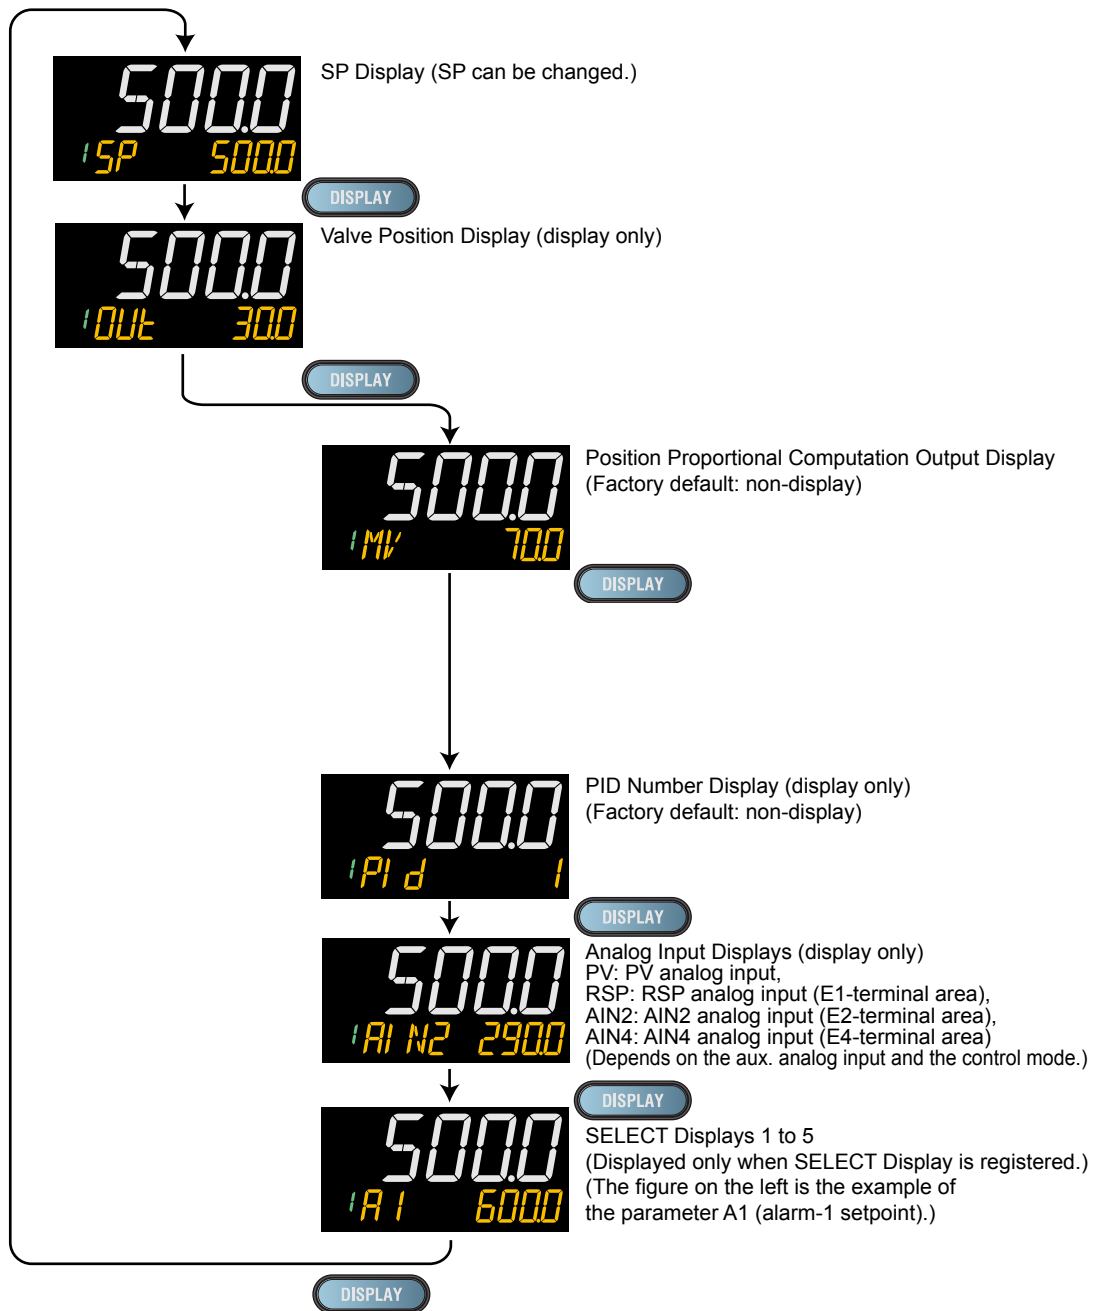 500.0
1 SP 500.0
SP Display (SP can be changed.)
DISPLAY
500.0
1 OUt 30.0
Valve Position Display (display only)
DISPLAY
500.0
1 MV 70.0
Position Proportional Computation Output Display
(Factory default: non-display)
DISPLAY
500.0
1 PId 1
PID Number Display (display only)
(Factory default: non-display)
DISPLAY
500.0
1 AIN2 290.0
Analog Input Displays (display only)
PV: PV analog input,
RSP: RSP analog input (E1-terminal area),
AIN2: AIN2 analog input (E2-terminal area),
AIN4: AIN4 analog input (E4-terminal area)
(Depends on the aux. analog input and the control mode.)
DISPLAY
500.0
1 A1 600.0
SELECT Displays 1 to 5
(Displayed only when SELECT Display is registered.)
(The figure on the left is the example of
the parameter A1 (alarm-1 setpoint).)
DISPLAY